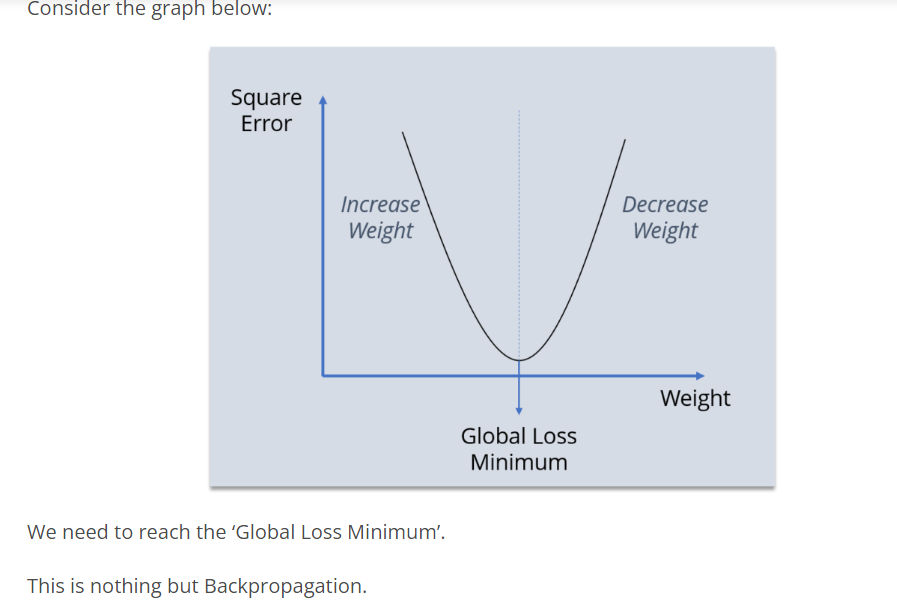 Consider the graph below:
Square
Error
Increase
Weight
Decrease
Weight
Weight
Global Loss
Minimum
We need to reach the ‘Global Loss Minimum’.
This is nothing but Backpropagation.